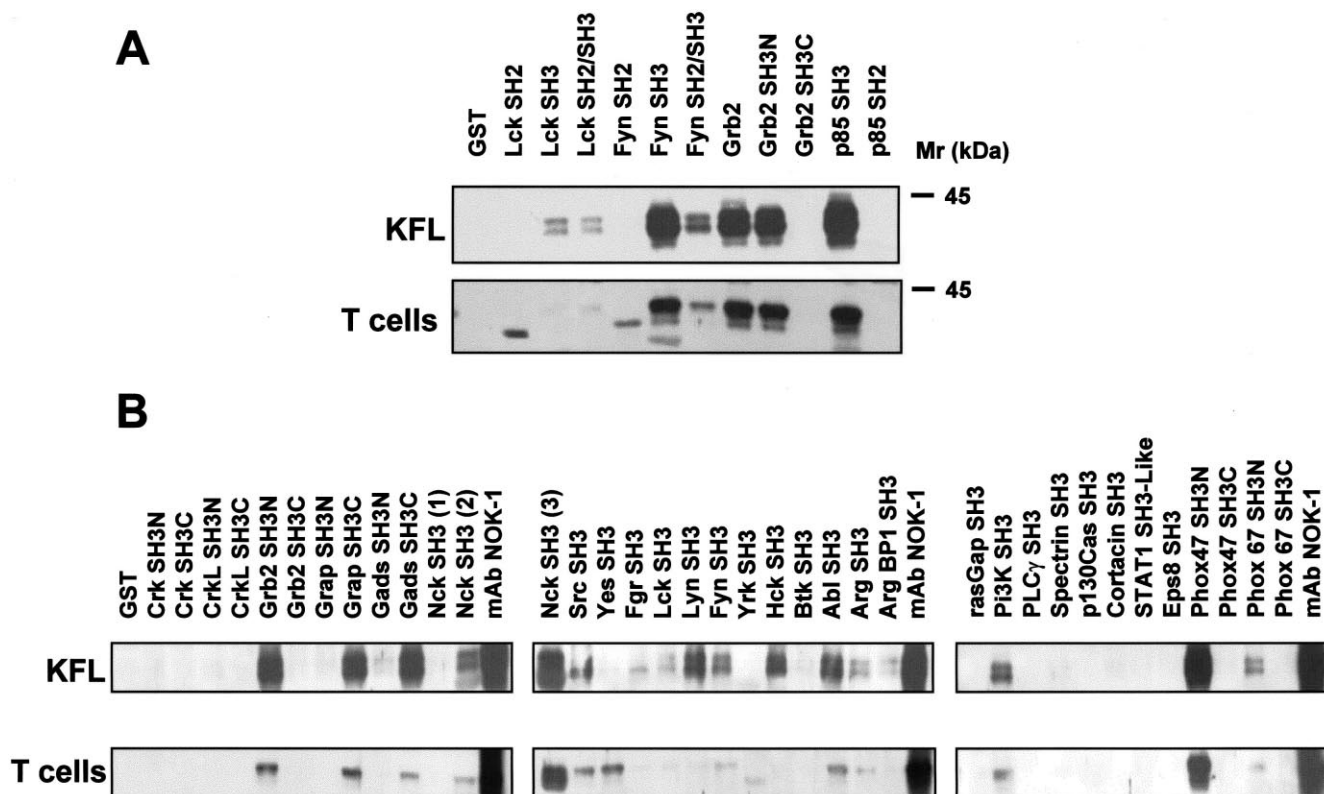 A
GST
Lck SH2
Lck SH3
Lck SH2/SH3
Fyn SH2
Fyn SH3
Fyn SH2/SH3
Grb2
Grb2 SH3N
Grb2 SH3C
p85 SH3
p85 SH2
Mr (kDa)
KFL
45
T cells
45
B
GST
Crk SH3N
Crk SH3C
CrkL SH3N
CrkL SH3C
Grb2 SH3N
Grb2 SH3C
Grap SH3N
Grap SH3C
Gads SH3N
Gads SH3C
Nck SH3 (1)
Nck SH3 (2)
mAb NOK-1
Nck SH3 (3)
Src SH3
Yes SH3
Fgr SH3
Lck SH3
Lyn SH3
Fyn SH3
Yrk SH3
Hck SH3
Btk SH3
Abl SH3
Arg SH3
Arg BP1 SH3
mAb NOK-1
rasGap SH3
Pi3K SH3
PLCγ SH3
Spectrin SH3
p130Cas SH3
Cortacin SH3
STAT1 SH3-Like
Eps8 SH3
Phox47 SH3N
Phox47 SH3C
Phox 67 SH3N
Phox 67 SH3C
mAb NOK-1
KFL
T cells